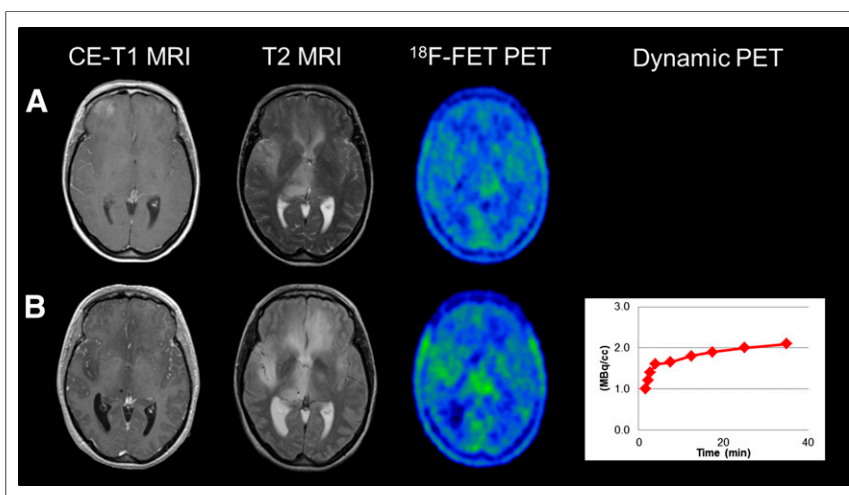 CE-T1 MRI T2 MRI ¹⁸F-FET PET Dynamic PET
A
B
3.0
2.0
1.0
0.0
(MBq/cc)
0 20 40
Time (min)